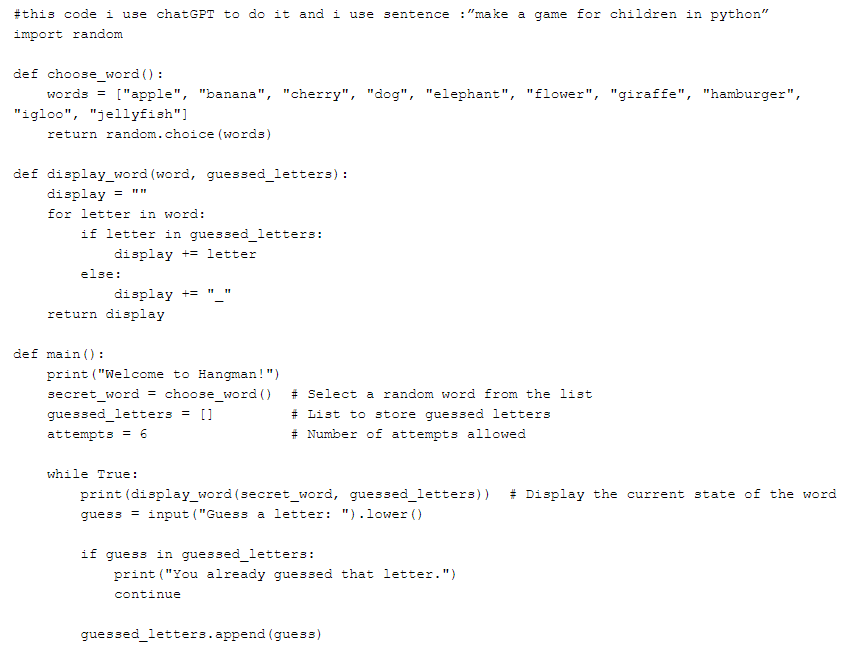 #this code i use chatGPT to do it and i use sentence :”make a game for children in python”
import random

def choose_word():
    words = ["apple", "banana", "cherry", "dog", "elephant", "flower", "giraffe", "hamburger",
"igloo", "jellyfish"]
    return random.choice(words)

def display_word(word, guessed_letters):
    display = ""
    for letter in word:
        if letter in guessed_letters:
            display += letter
        else:
            display += "_"
    return display

def main():
    print("Welcome to Hangman!")
    secret_word = choose_word()  # Select a random word from the list
    guessed_letters = []         # List to store guessed letters
    attempts = 6                 # Number of attempts allowed

    while True:
        print(display_word(secret_word, guessed_letters))  # Display the current state of the word
        guess = input("Guess a letter: ").lower()

        if guess in guessed_letters:
            print("You already guessed that letter.")
            continue

        guessed_letters.append(guess)